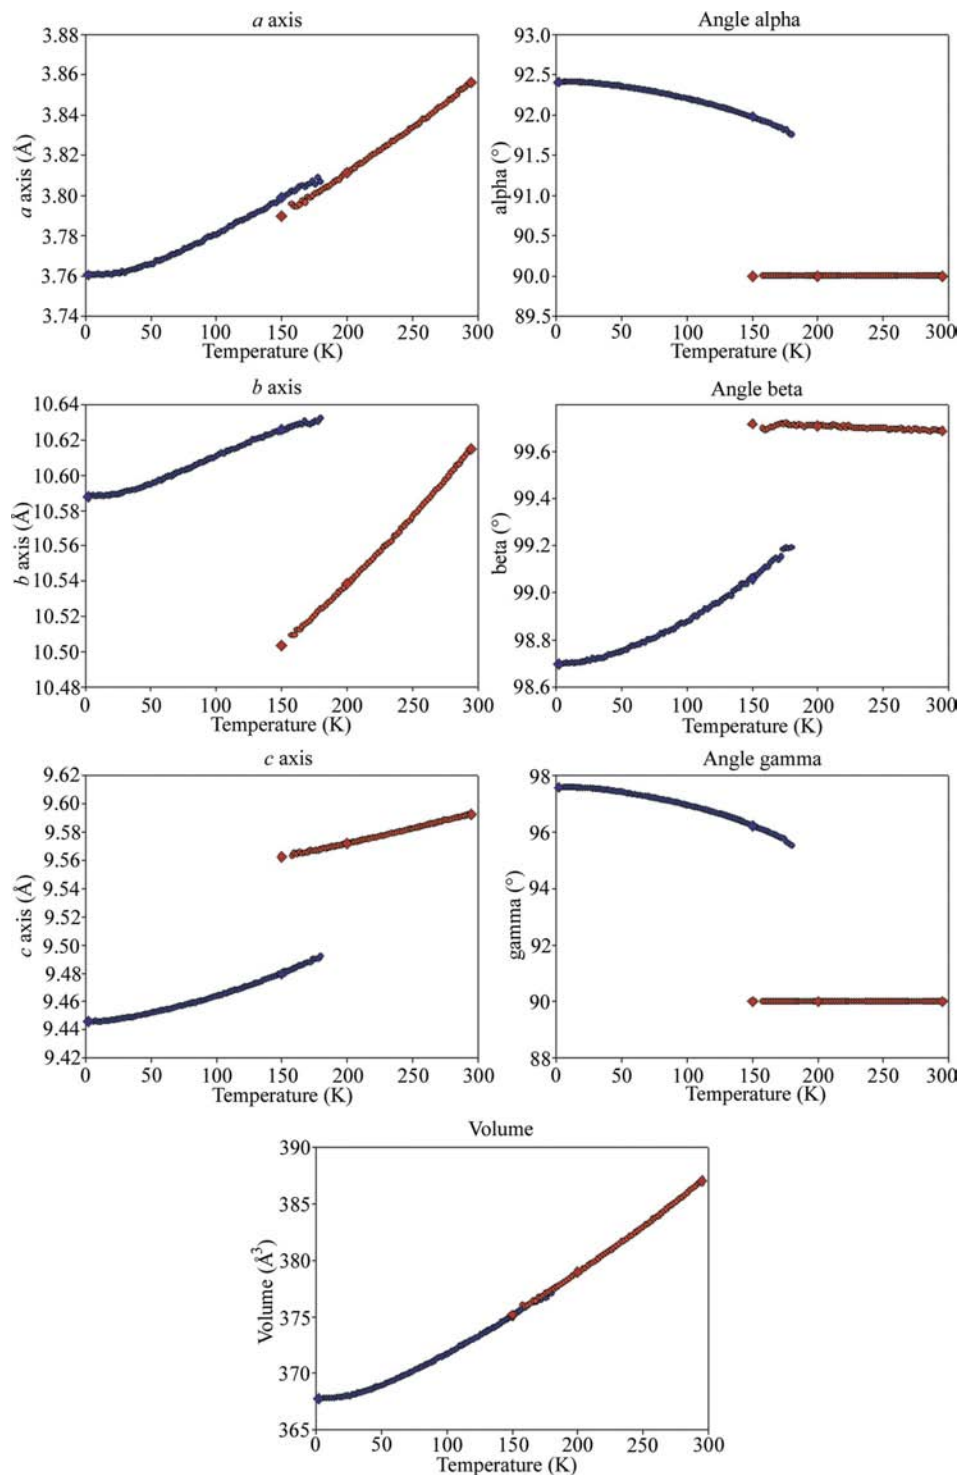 a axis
3.88
3.86
3.84
3.82
3.80
3.78
3.76
3.74
a axis (Å)
0 50 100 150 200 250 300
Temperature (K)
Angle alpha
93.0
92.5
92.0
91.5
91.0
90.5
90.0
89.5
alpha (°)
0 50 100 150 200 250 300
Temperature (K)
b axis
10.64
10.62
10.60
10.58
10.56
10.54
10.52
10.50
10.48
b axis (Å)
0 50 100 150 200 250 300
Temperature (K)
Angle beta
99.6
99.4
99.2
99.0
98.8
98.6
beta (°)
0 50 100 150 200 250 300
Temperature (K)
c axis
9.62
9.60
9.58
9.56
9.54
9.52
9.50
9.48
9.46
9.44
9.42
c axis (Å)
0 50 100 150 200 250 300
Temperature (K)
Angle gamma
98
96
94
92
90
88
gamma (°)
0 50 100 150 200 250 300
Temperature (K)
Volume
390
385
380
375
370
365
Volume (Å³)
0 50 100 150 200 250 300
Temperature (K)